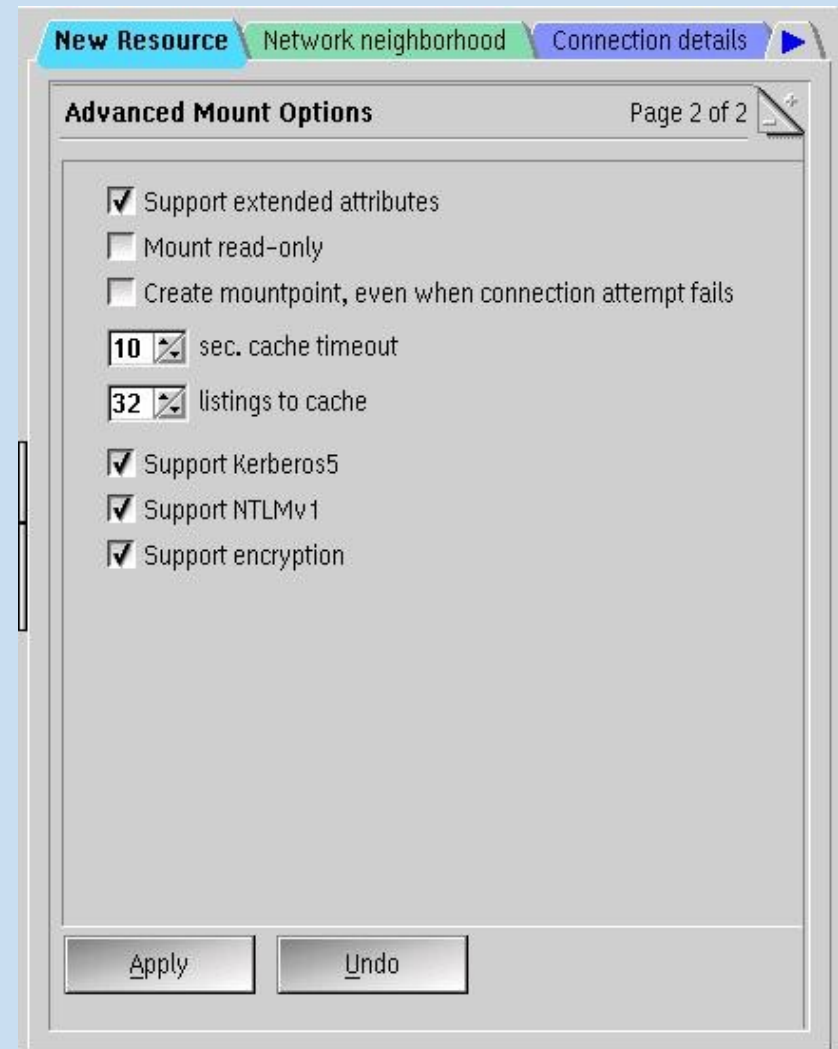 New Resource Network neighborhood Connection details
Advanced Mount Options Page 2 of 2
Support extended attributes
Mount read-only
Create mountpoint, even when connection attempt fails
10 sec. cache timeout
32 listings to cache
Support Kerberos5
Support NTLMv1
Support encryption
Apply Undo